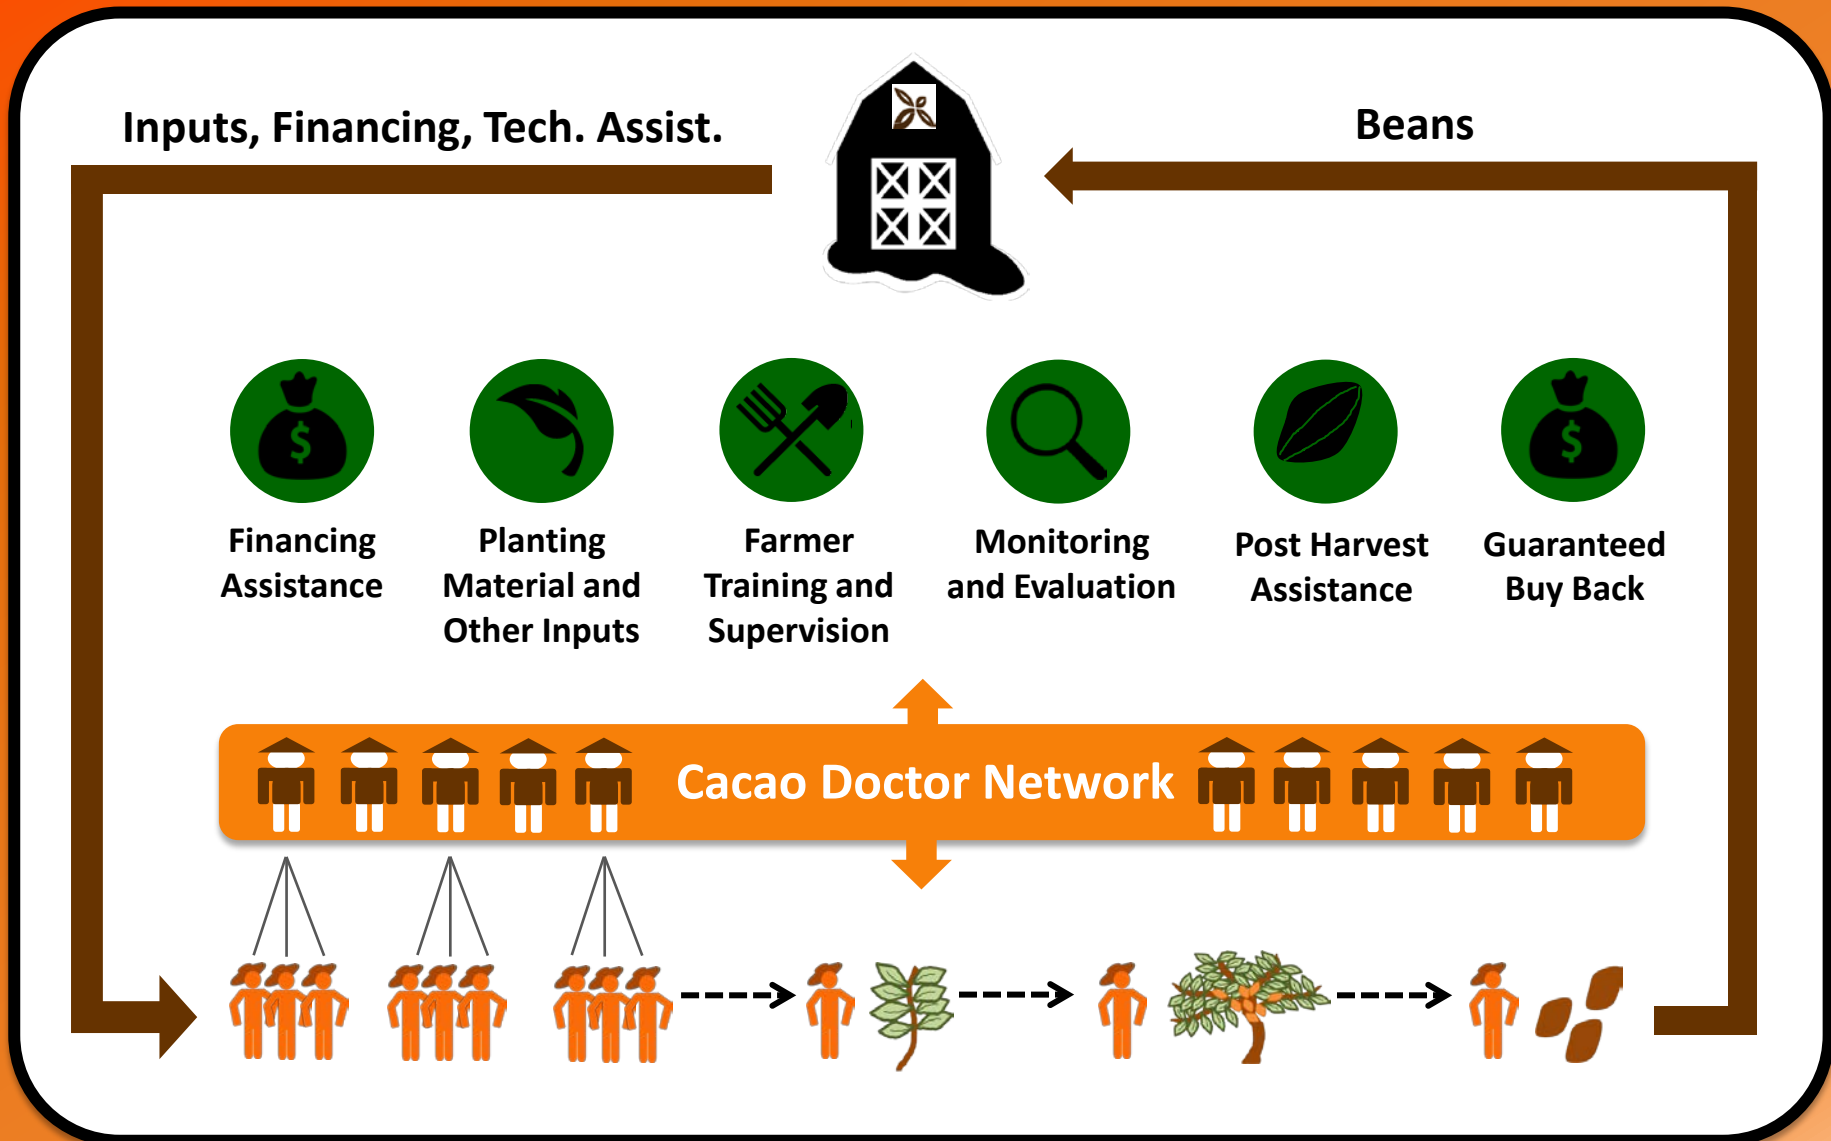 Inputs, Financing, Tech. Assist.
Beans
$
$
Financing
Assistance
Planting
Material and
Other Inputs
Farmer
Training and
Supervision
Monitoring
and Evaluation
Post Harvest
Assistance
Guaranteed
Buy Back
Cacao Doctor Network